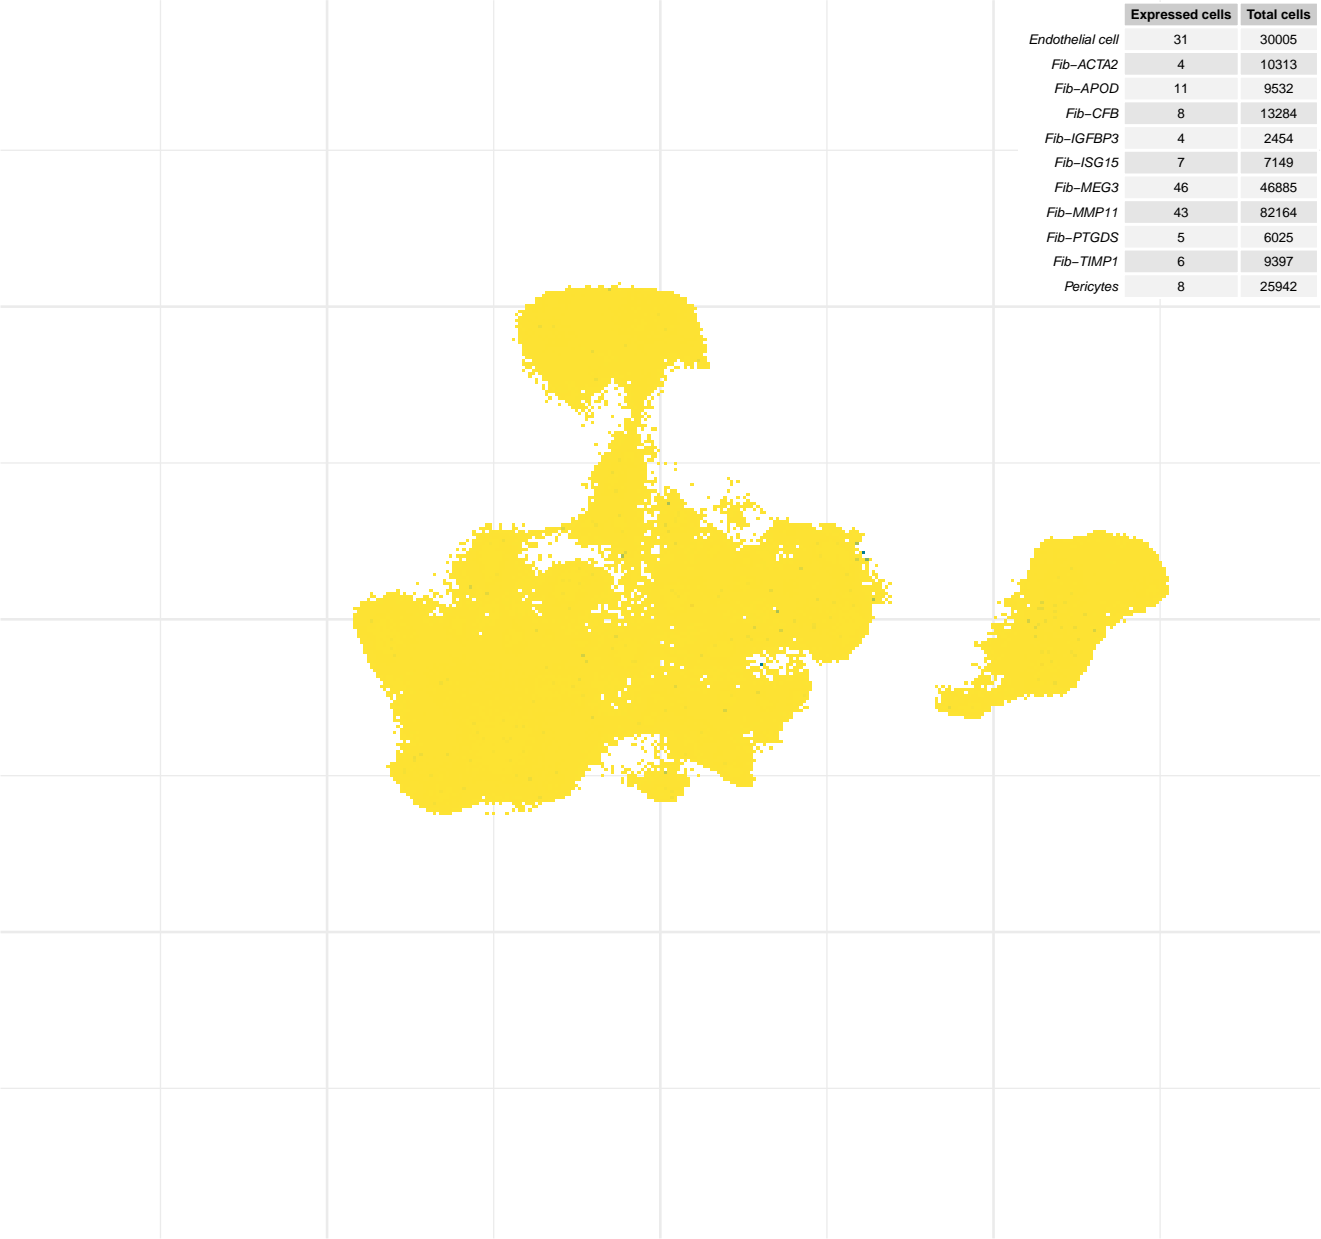 Expressed cells Total cells
Endothelial cell 31 30005
Fib−ACTA2 4 10313
Fib−APOD 11 9532
Fib−CFB 8 13284
Fib−IGFBP3 4 2454
Fib−ISG15 7 7149
Fib−MEG3 46 46885
Fib−MMP11 43 82164
Fib−PTGDS 5 6025
Fib−TIMP1 6 9397
Pericytes 8 25942